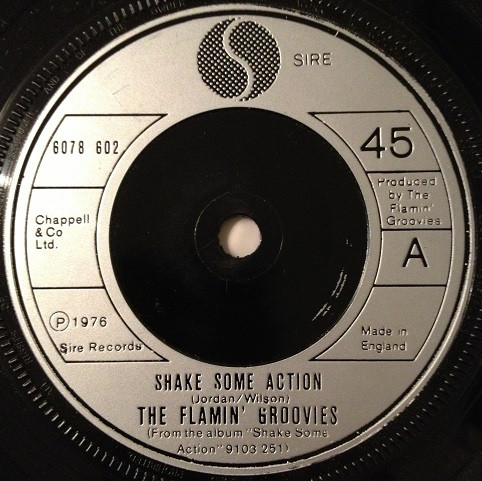 SIRE
6078 602
45
Produced
by The
Flamin'
Groovies
Chappell
& Co
Ltd.
A
Ⓟ 1976
Sire Records
Made in
England
SHAKE SOME ACTION
(Jordan/Wilson)
THE FLAMIN' GROOVIES
(From the album "Shake Some
Action" 9103 251)